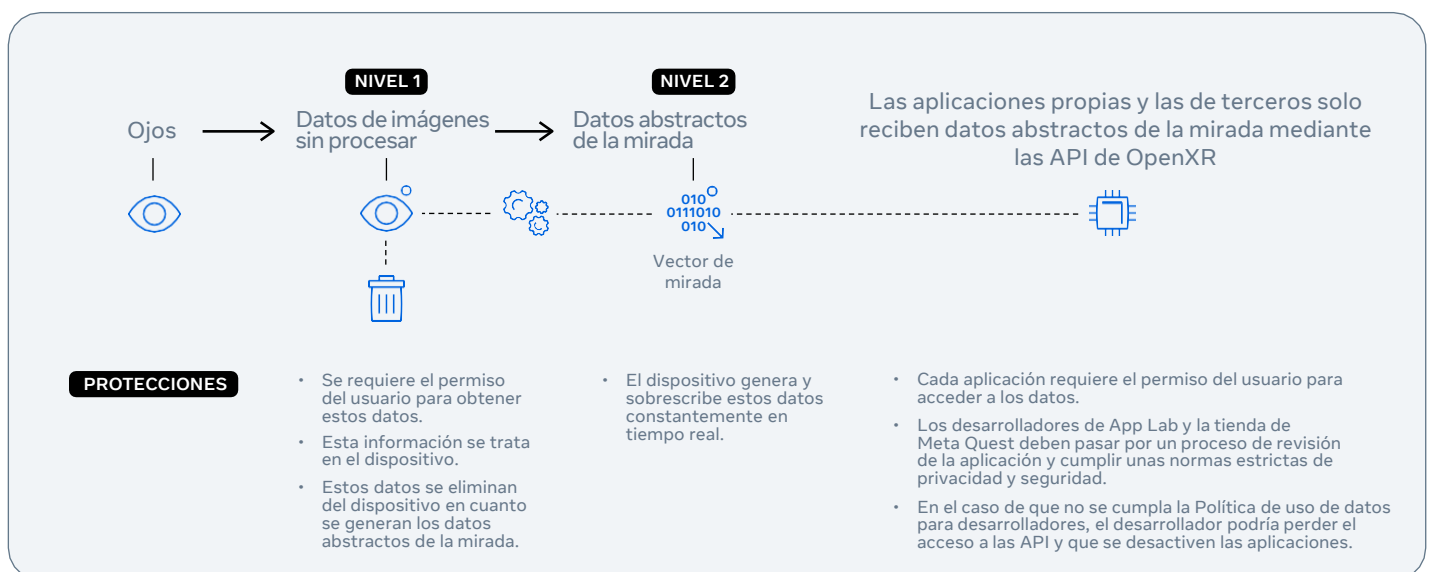 NIVEL 1
NIVEL 2
Ojos
Datos de imágenes
sin procesar
Datos abstractos
de la mirada
Las aplicaciones propias y las de terceros solo
reciben datos abstractos de la mirada mediante
las API de OpenXR
010
0111010
010
Vector de
mirada
PROTECCIONES
• Se requiere el permiso
del usuario para obtener
estos datos.
• Esta información se trata
en el dispositivo.
• Estos datos se eliminan
del dispositivo en cuanto
se generan los datos
abstractos de la mirada.
• El dispositivo genera y
sobrescribe estos datos
constantemente en
tiempo real.
• Cada aplicación requiere el permiso del usuario para
acceder a los datos.
• Los desarrolladores de App Lab y la tienda de
Meta Quest deben pasar por un proceso de revisión
de la aplicación y cumplir unas normas estrictas de
privacidad y seguridad.
• En el caso de que no se cumpla la Política de uso de datos
para desarrolladores, el desarrollador podría perder el
acceso a las API y que se desactiven las aplicaciones.